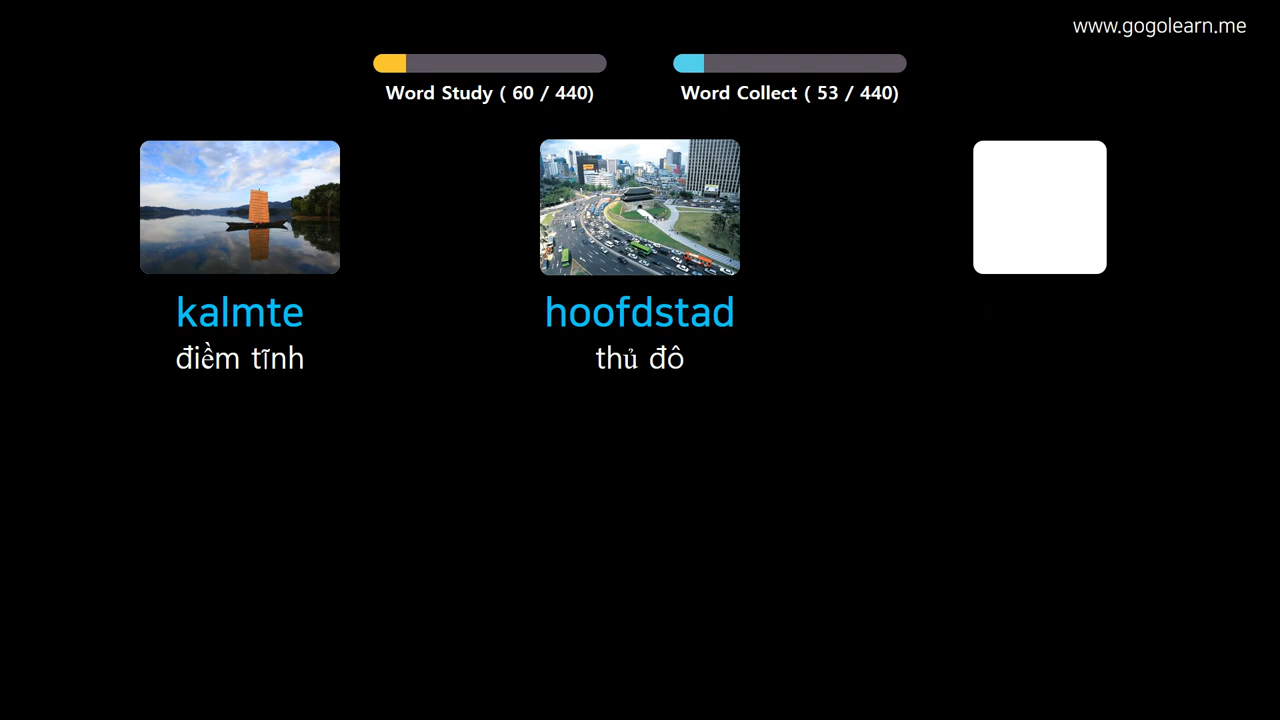 www.gogolearn.me
Word Study ( 60 / 440)
Word Collect ( 53 / 440)
kalmte
điềm tĩnh
hoofdstad
thủ đô